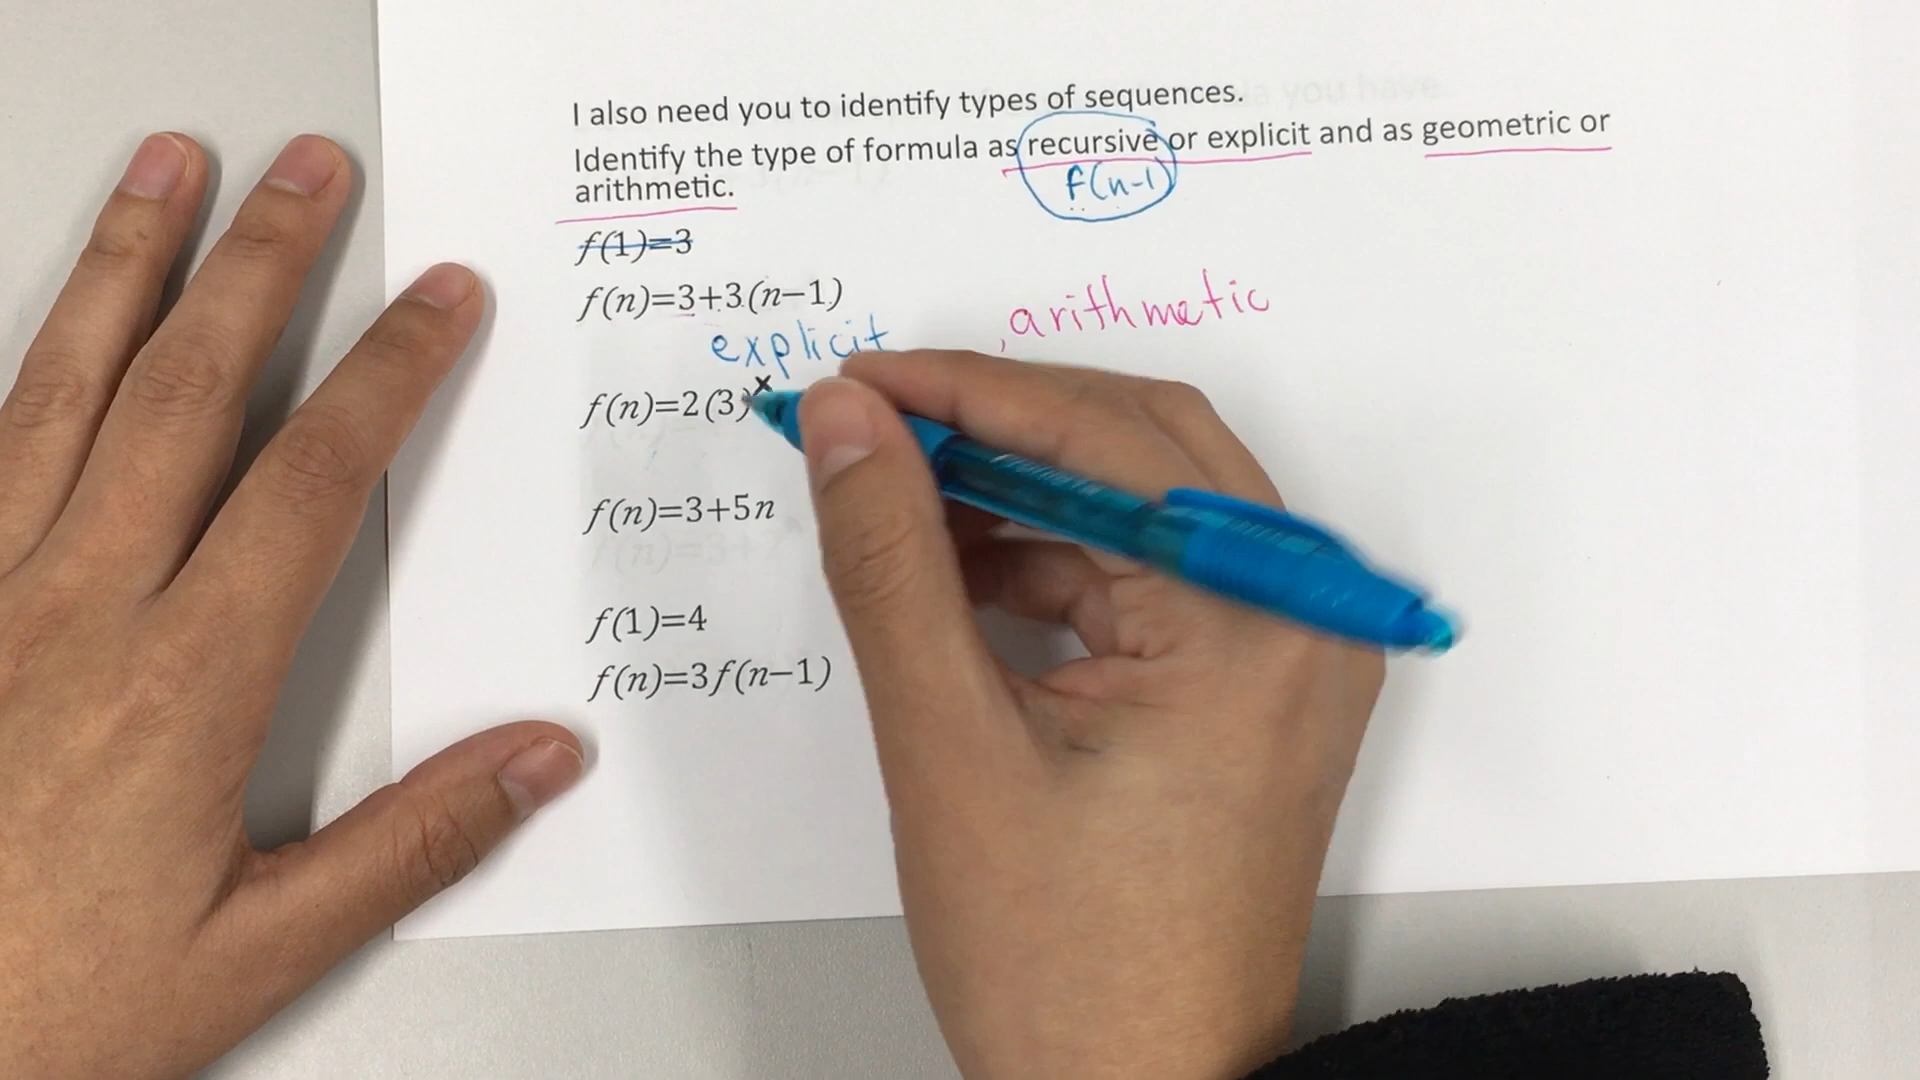 I also need you to identify types of sequences.
Identify the type of formula as recursive or explicit and as geometric or
arithmetic.
f(n-1)
f(1)=3
f(n)=3+3(n−1)
explicit , arithmetic
f(n)=2(3)ˣ
f(n)=3+5n
f(1)=4
f(n)=3f(n−1)